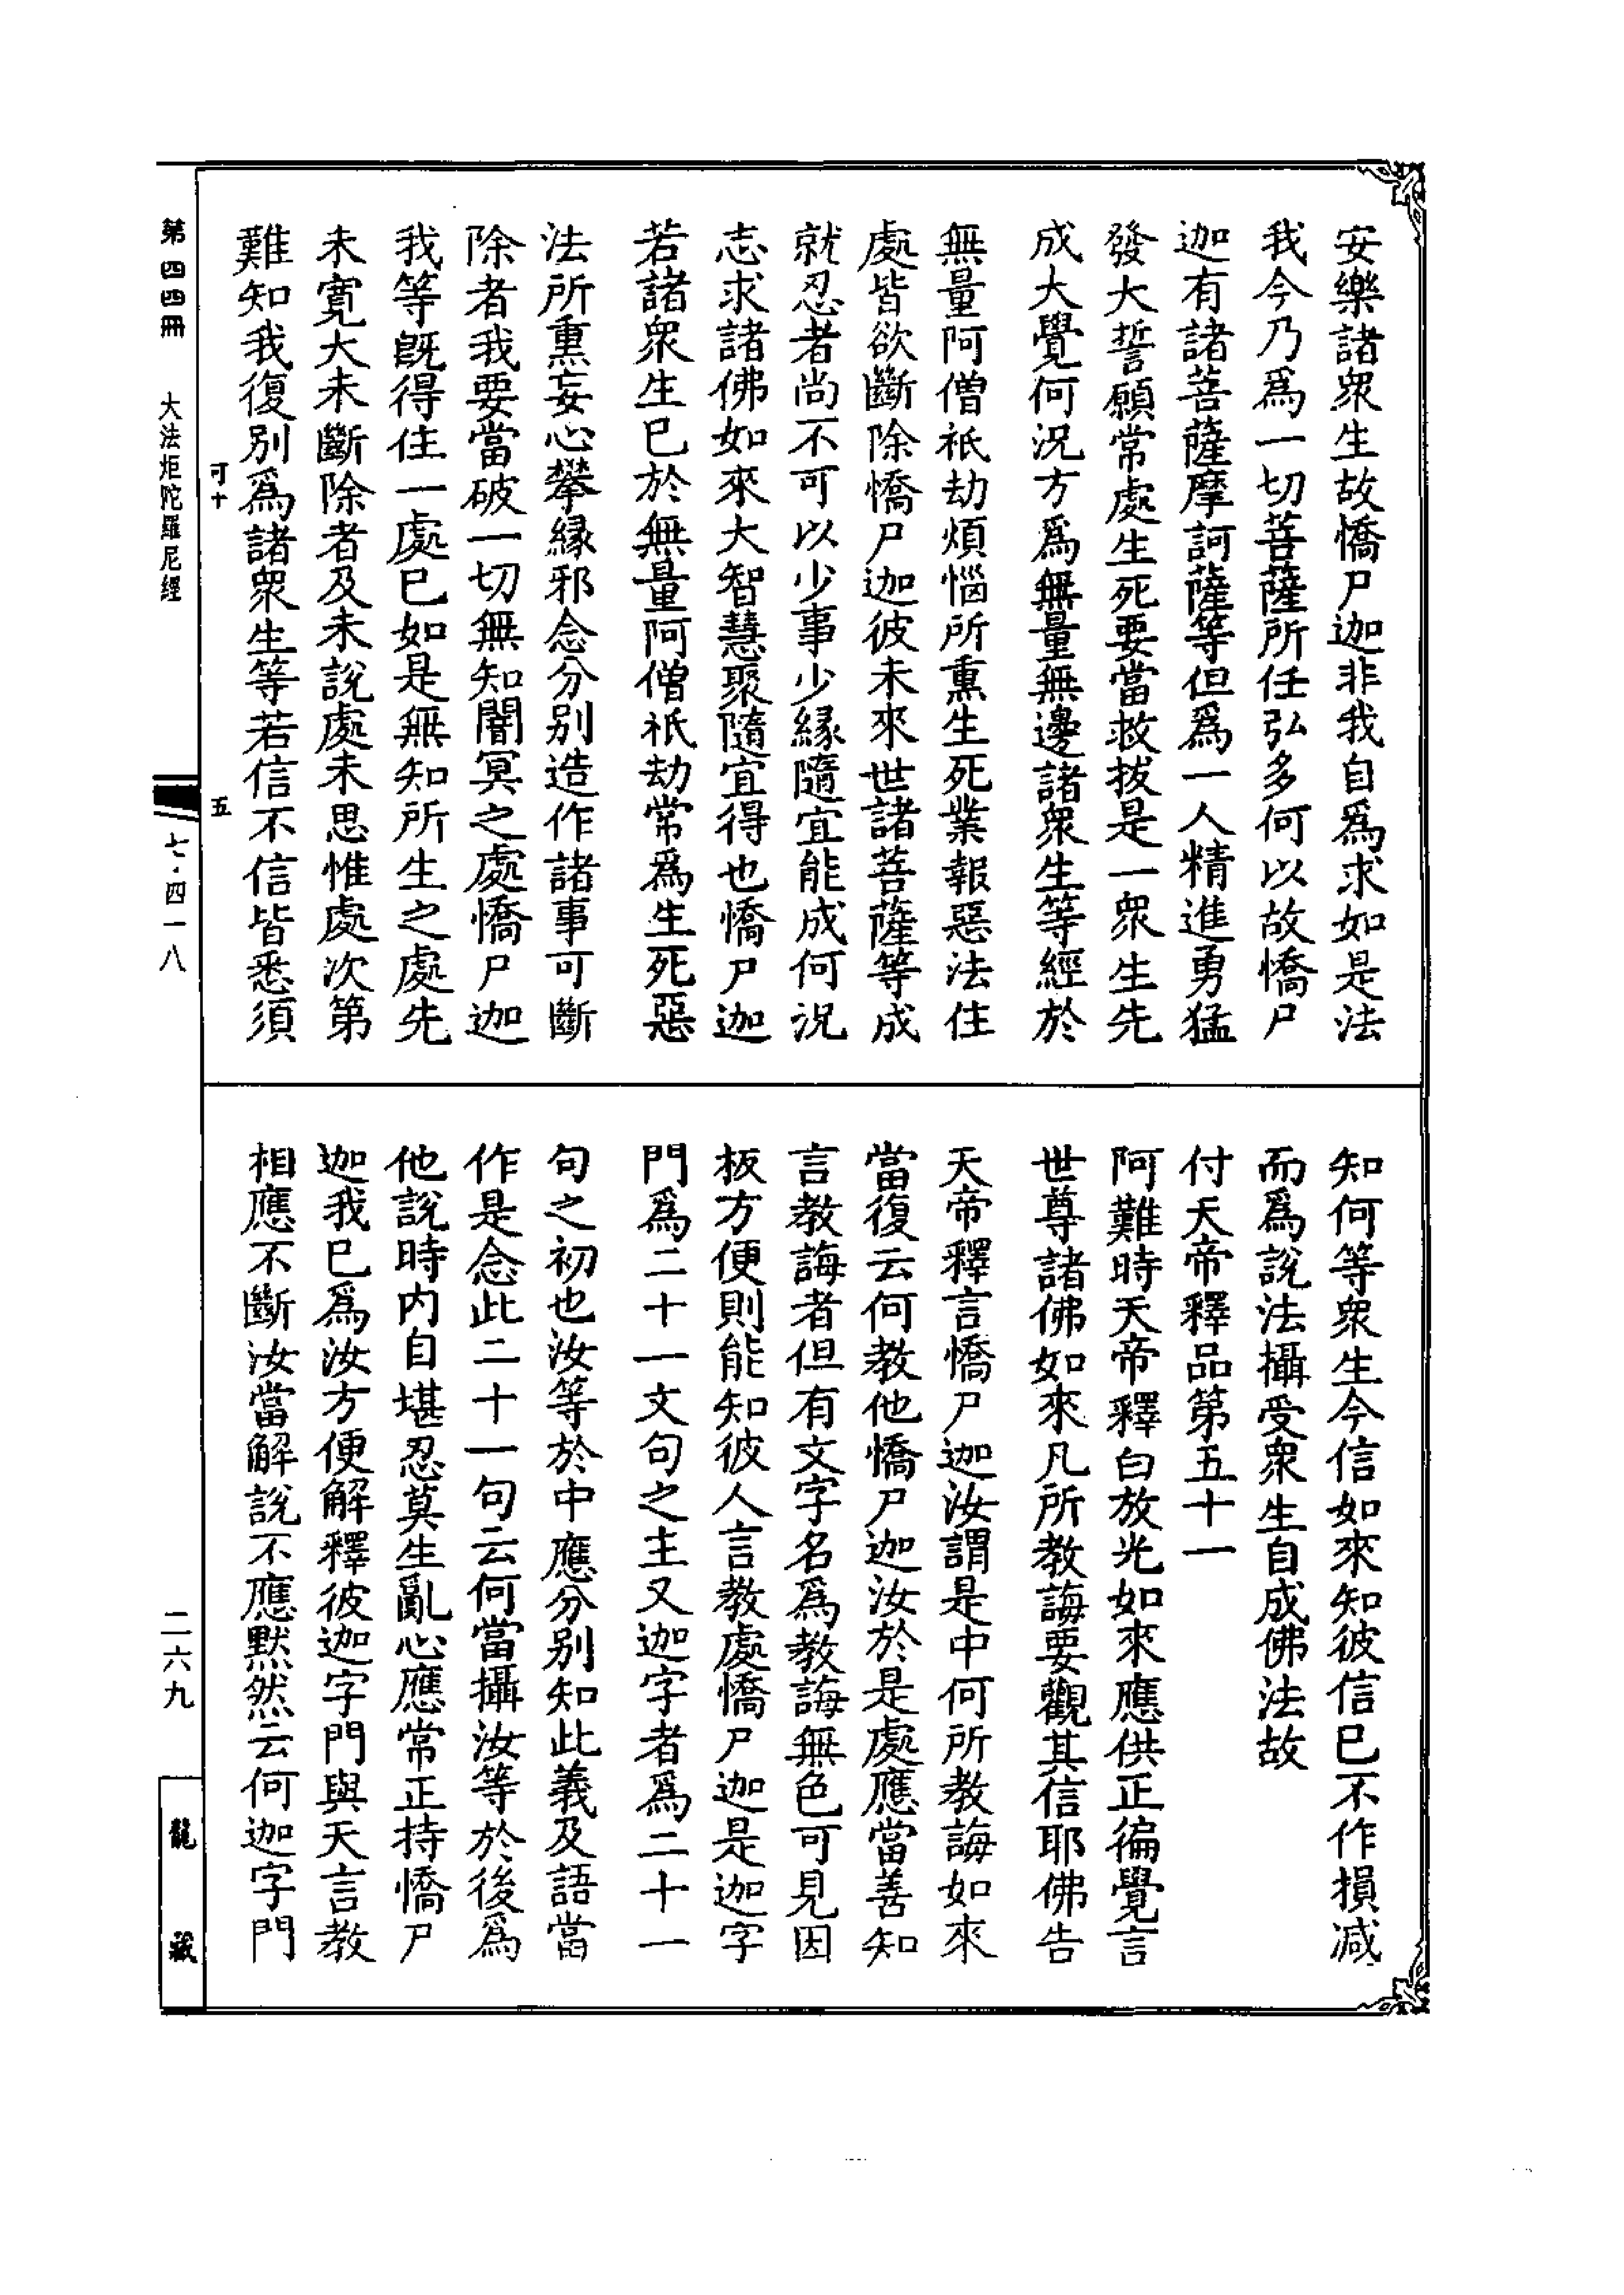 安樂諸衆生故憍尸迦非我自爲求如是法
我今乃爲一切菩薩所任弘多何以故憍尸
迦有諸菩薩摩訶薩等但爲一人精進勇猛
發大誓願常處生死要當救拔是一衆生先
成大覺何況方爲無量無邊諸衆生等經於
無量阿僧祇劫煩惱所熏生死業報惡法住
處皆欲斷除憍尸迦彼未來世諸菩薩等成
就忍者尚不可以少事少緣隨宜能成何況
志求諸佛如來大智慧聚隨宜得也憍尸迦
若諸衆生巳於無量阿僧祇劫常爲生死惡
法所熏妄心攀緣邪念分別造作諸事可斷
除者我要當破一切無知闇冥之處憍尸迦
我等旣得住一處巳如是無知所生之處先
未寬大未斷除者及未說處未思惟處次第
難知我復別爲諸衆生等若信不信皆悉須
知何等衆生今信如來知彼信巳不作損減
而爲說法攝受衆生自成佛法故
付天帝釋品第五十一
阿難時天帝釋白放光如來應供正徧覺言
世尊諸佛如來凡所教誨要觀其信耶佛告
天帝釋言憍尸迦汝謂是中何所教誨如來
當復云何教他憍尸迦汝於是處應當善知
言教誨者但有文字名爲教誨無色可見因
扳方便則能知彼人言教處憍尸迦是迦字
門爲二十一文句之主又迦字者爲二十一
句之初也汝等於中應分別知此義及語當
作是念此二十一句云何當攝汝等於後爲
他說時内自堪忍莫生亂心應常正持憍尸
迦我巳爲汝方便解釋彼迦字門與天言教
相應不斷汝當解說不應默然云何迦字門
可十
五
第四四冊
大法炬陀羅尼經
七·四一八
二六九
龍藏